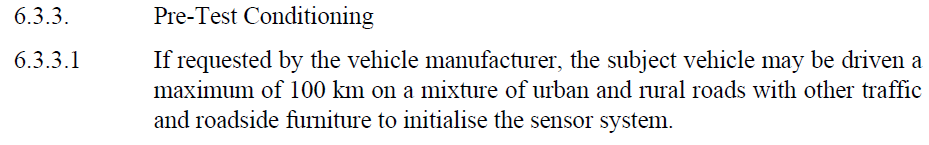 6.3.3. Pre-Test Conditioning
6.3.3.1 If requested by the vehicle manufacturer, the subject vehicle may be driven a
maximum of 100 km on a mixture of urban and rural roads with other traffic
and roadside furniture to initialise the sensor system.